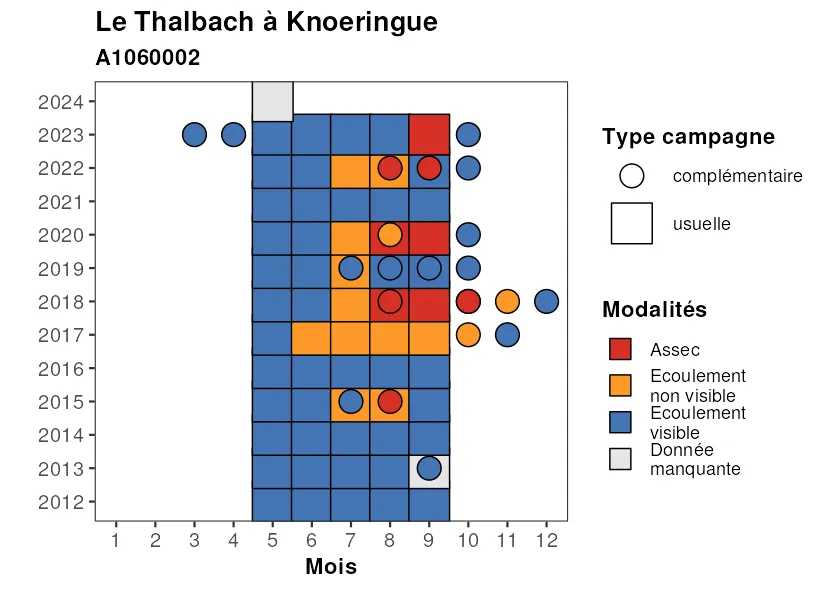 Le Thalbach à Knoeringue
A1060002
2024
2023
2022
2021
2020
2019
2018
2017
2016
2015
2014
2013
2012
1 2 3 4 5 6 7 8 9 10 11 12
Mois
Type campagne
complémentaire
usuelle
Modalités
Assec
Ecoulement
non visible
Ecoulement
visible
Donnée
manquante